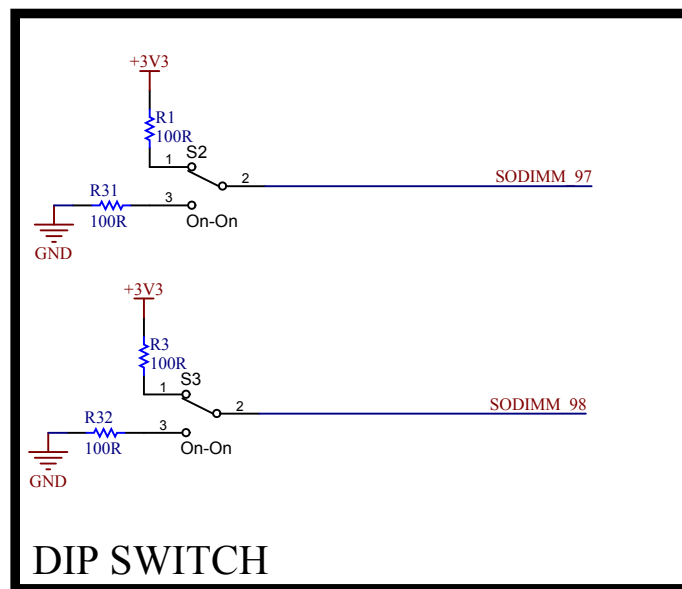 +3V3
R1
100R
1
S2
2
SODIMM_97
R31
100R
3
On-On
GND
+3V3
R3
100R
1
S3
2
SODIMM_98
R32
100R
3
On-On
GND
DIP SWITCH